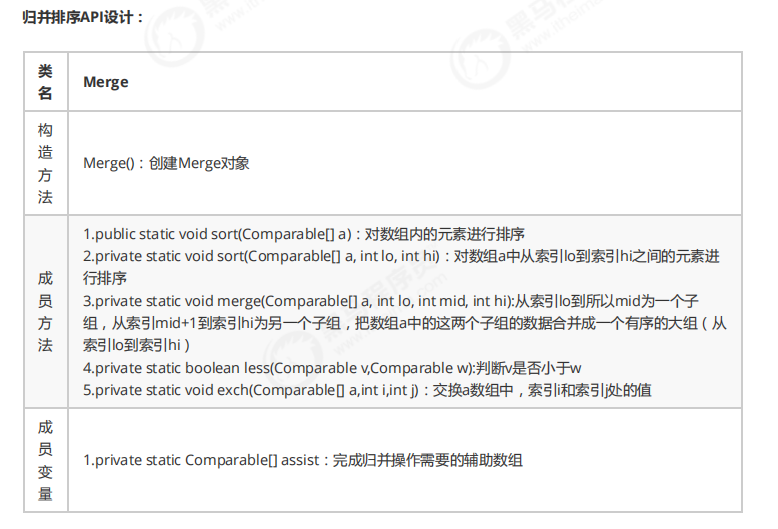 归并排序API设计：
类
名
Merge
构
造
方
法
Merge()：创建Merge对象
成
员
方
法
1.public static void sort(Comparable[] a)：对数组内的元素进行排序
2.private static void sort(Comparable[] a, int lo, int hi)：对数组a中从索引lo到索引hi之间的元素进
行排序
3.private static void merge(Comparable[] a, int lo, int mid, int hi):从索引lo到所以mid为一个子
组，从索引mid+1到索引hi为另一个子组，把数组a中的这两个子组的数据合并成一个有序的大组（从
索引lo到索引hi）
4.private static boolean less(Comparable v,Comparable w):判断v是否小于w
5.private static void exch(Comparable[] a,int i,int j)：交换a数组中，索引i和索引j处的值
成
员
变
量
1.private static Comparable[] assist：完成归并操作需要的辅助数组